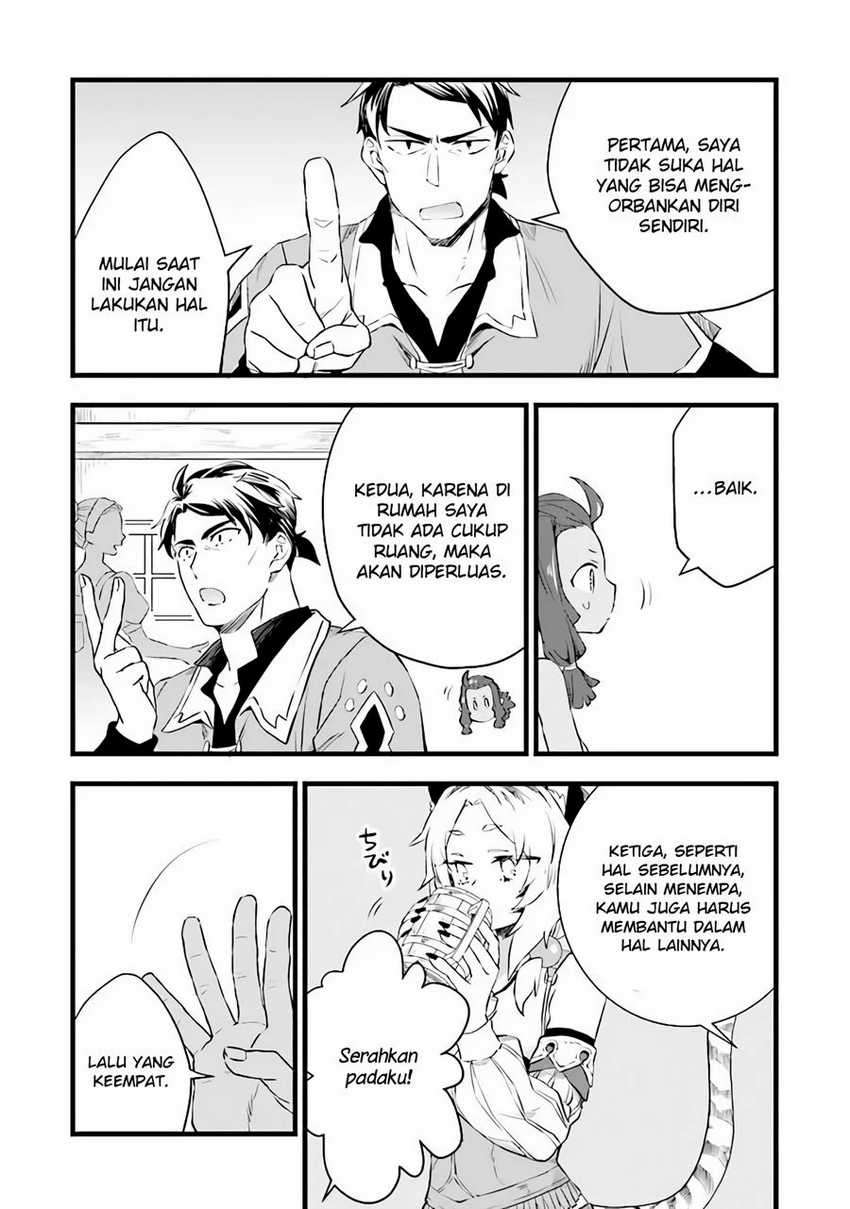 PERTAMA, SAYA
TIDAK SUKA HAL
YANG BISA MENG-
ORBANKAN DIRI
SENDIRI.
MULAI SAAT
INI JANGAN
LAKUKAN HAL
ITU.
...BAIK.
KEDUA, KARENA DI
RUMAH SAYA
TIDAK ADA CUKUP
RUANG, MAKA
AKAN DIPERLUAS.
KETIGA, SEPERTI
HAL SEBELUMNYA,
SELAIN MENEMPA,
KAMU JUGA HARUS
MEMBANTU DALAM
HAL LAINNYA.
ちびり
Serahkan
padaku!
LALU YANG
KEEMPAT.